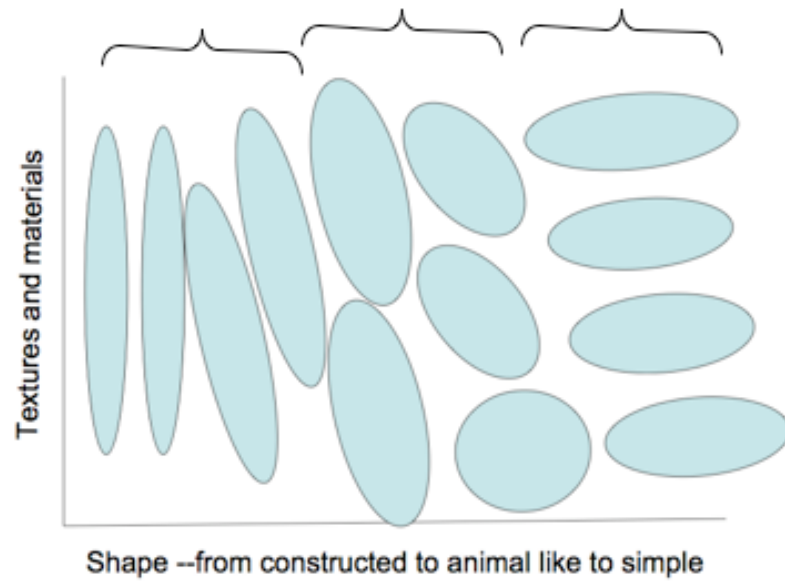 Textures and materials
Shape --from constructed to animal like to simple